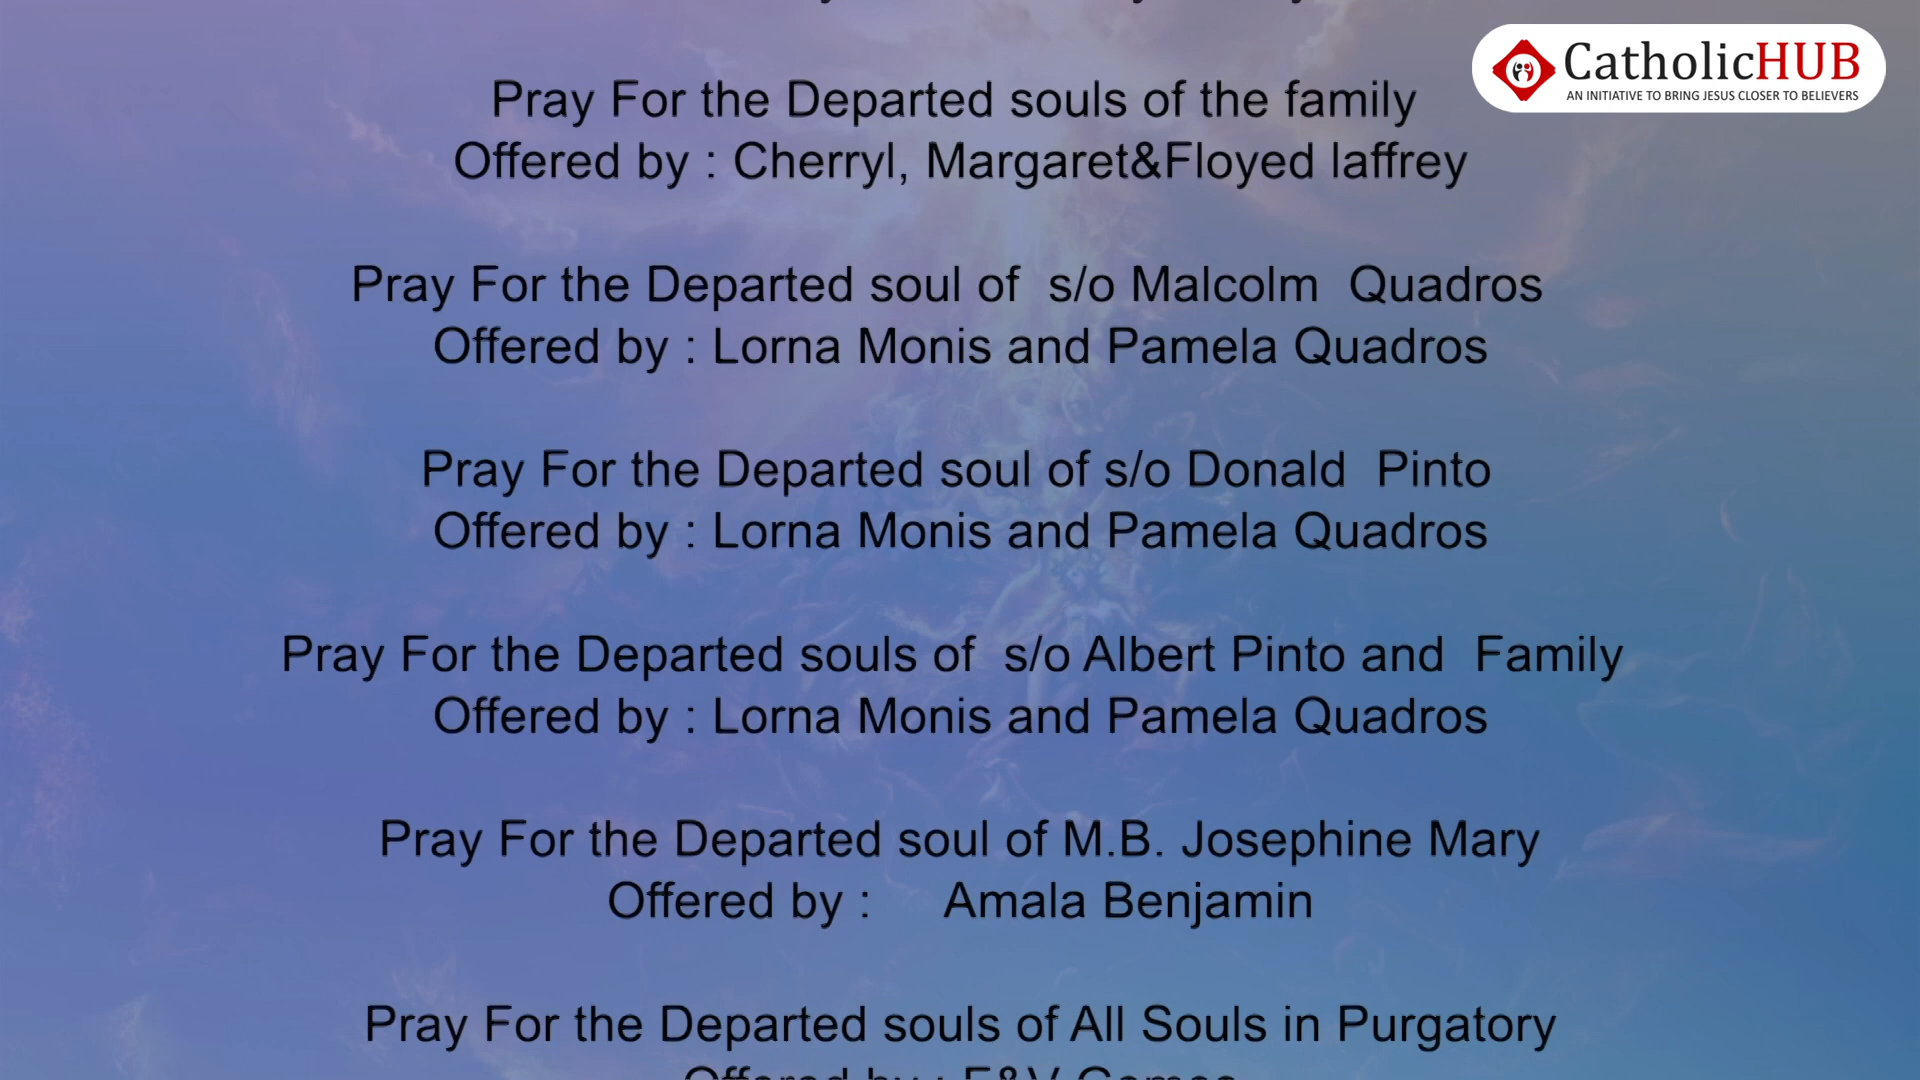 CatholicHUB
AN INITIATIVE TO BRING JESUS CLOSER TO BELIEVERS
Pray For the Departed souls of the family
Offered by : Cherryl, Margaret&Floyed laffrey
Pray For the Departed soul of  s/o Malcolm  Quadros
Offered by : Lorna Monis and Pamela Quadros
Pray For the Departed soul of s/o Donald  Pinto
Offered by : Lorna Monis and Pamela Quadros
Pray For the Departed souls of  s/o Albert Pinto and  Family
Offered by : Lorna Monis and Pamela Quadros
Pray For the Departed soul of M.B. Josephine Mary
Offered by :     Amala Benjamin
Pray For the Departed souls of All Souls in Purgatory
Offered by :